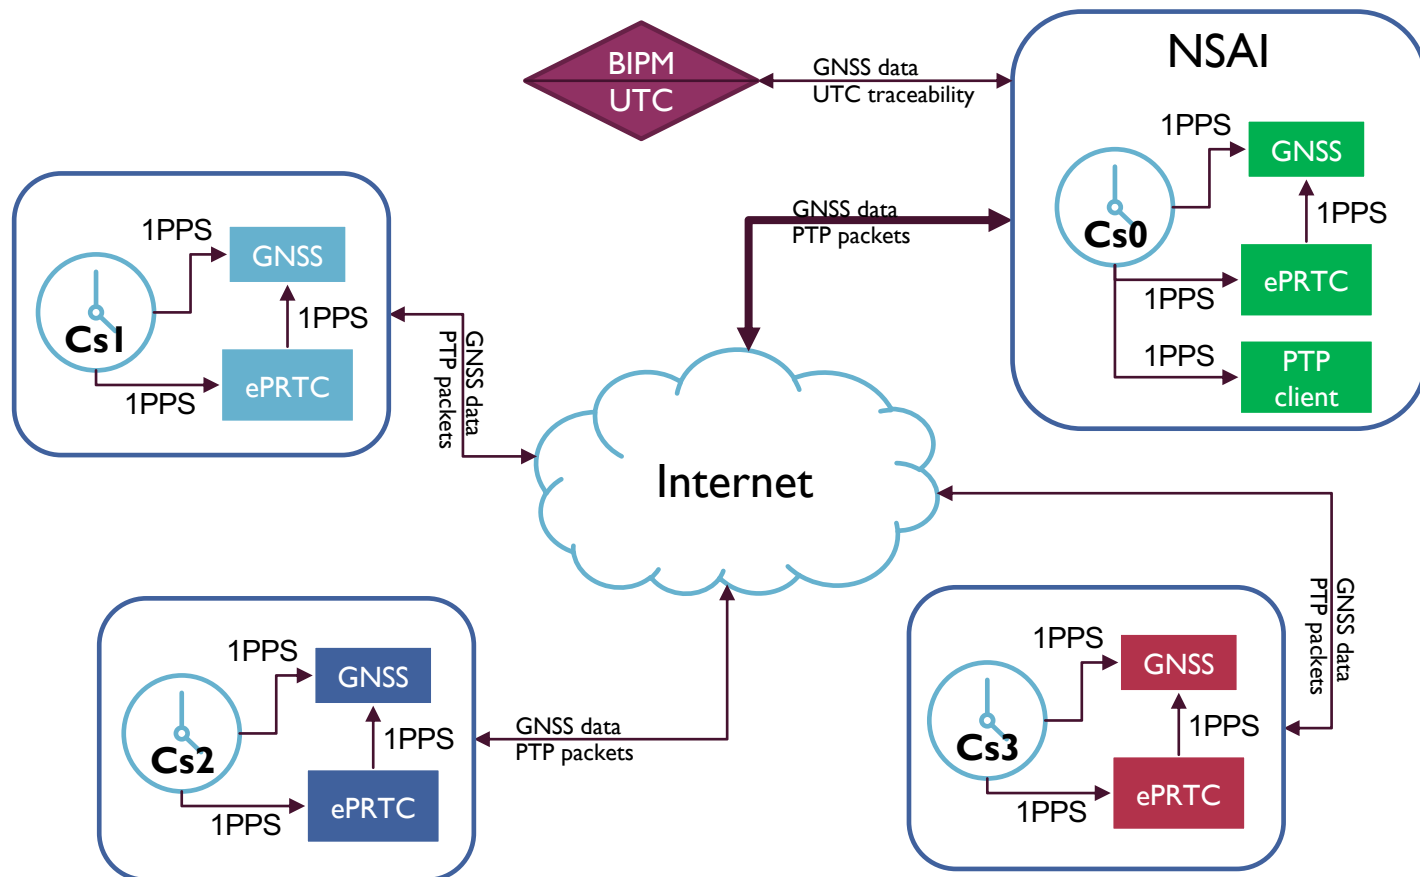 BIPM
UTC
GNSS data
UTC traceability
NSAI
1PPS
GNSS
Cs0
1PPS
ePRTC
1PPS
1PPS
PTP
client
GNSS data
PTP packets
1PPS
GNSS
Cs1
1PPS
ePRTC
1PPS
GNSS data
PTP packets
Internet
1PPS
GNSS
Cs2
1PPS
ePRTC
1PPS
GNSS data
PTP packets
1PPS
GNSS
Cs3
1PPS
ePRTC
1PPS
GNSS data
PTP packets